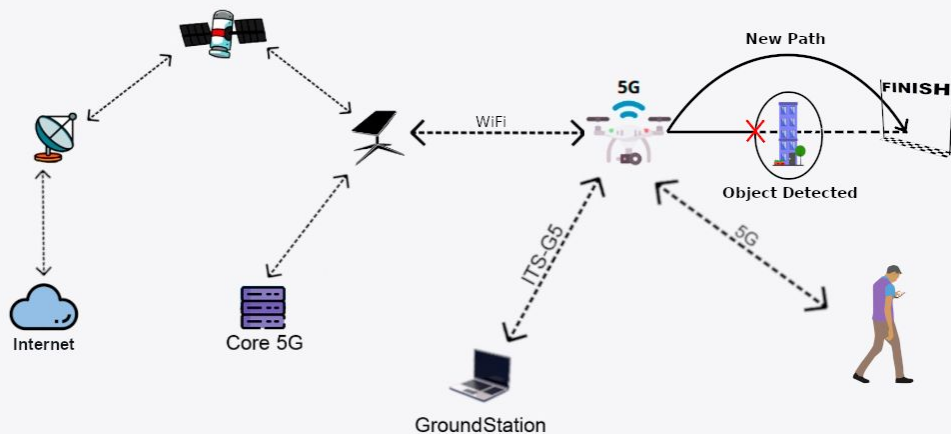 New Path
5G
FINISH
WiFi
Object Detected
ITS-G5
5G
Internet
Core 5G
GroundStation